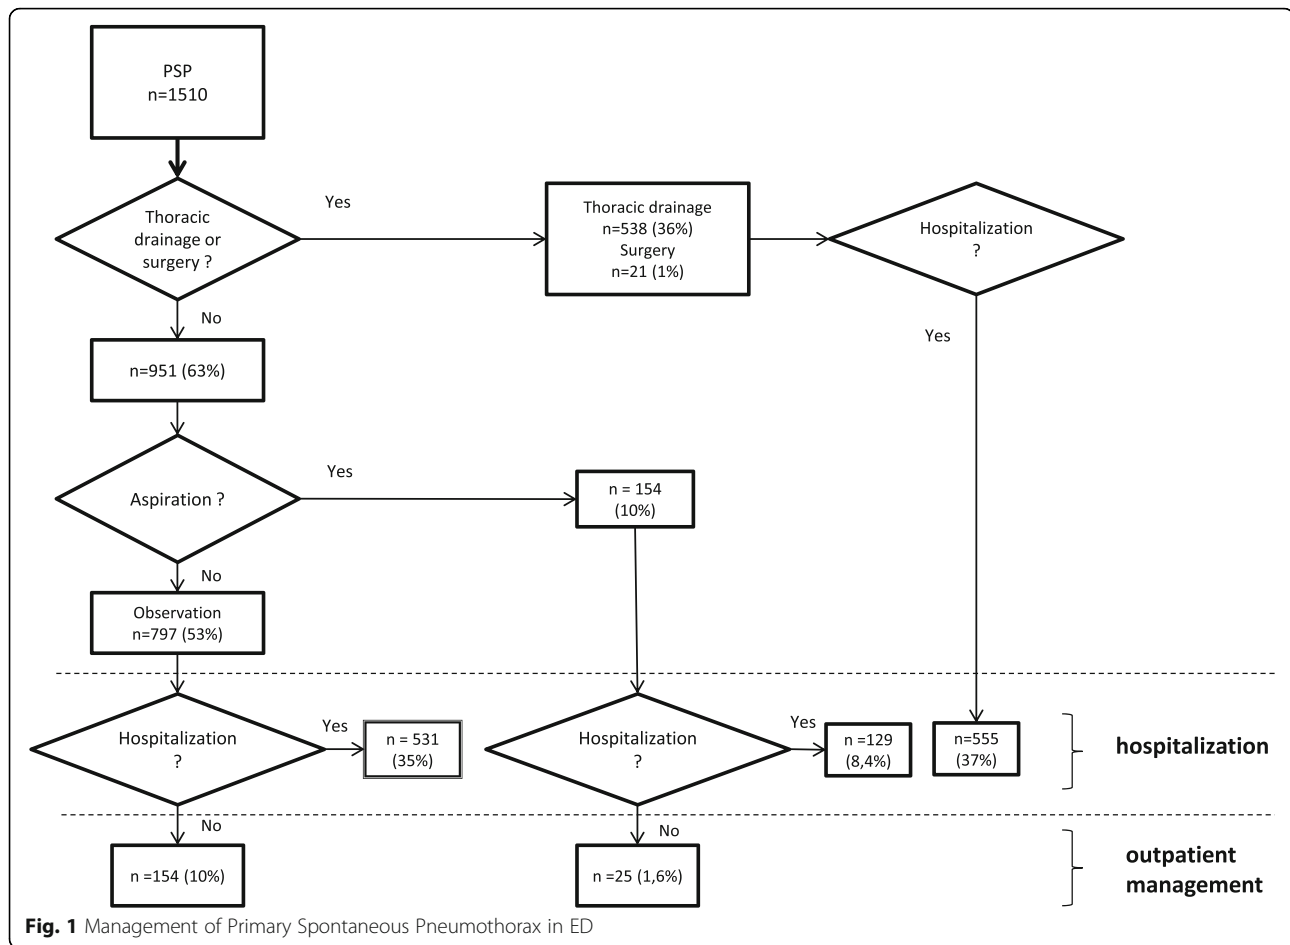 PSP
n=1510
Thoracic
drainage or
surgery ?
Yes
Thoracic drainage
n=538 (36%)
Surgery
n=21 (1%)
Hospitalization
?
No
Yes
n=951 (63%)
Aspiration ?
Yes
n = 154
(10%)
No
Observation
n=797 (53%)
Hospitalization
?
Yes
n = 531
(35%)
Hospitalization
?
Yes
n =129
(8,4%)
n=555
(37%)
hospitalization
No
n =154 (10%)
No
n =25 (1,6%)
outpatient
management
Fig. 1 Management of Primary Spontaneous Pneumothorax in ED